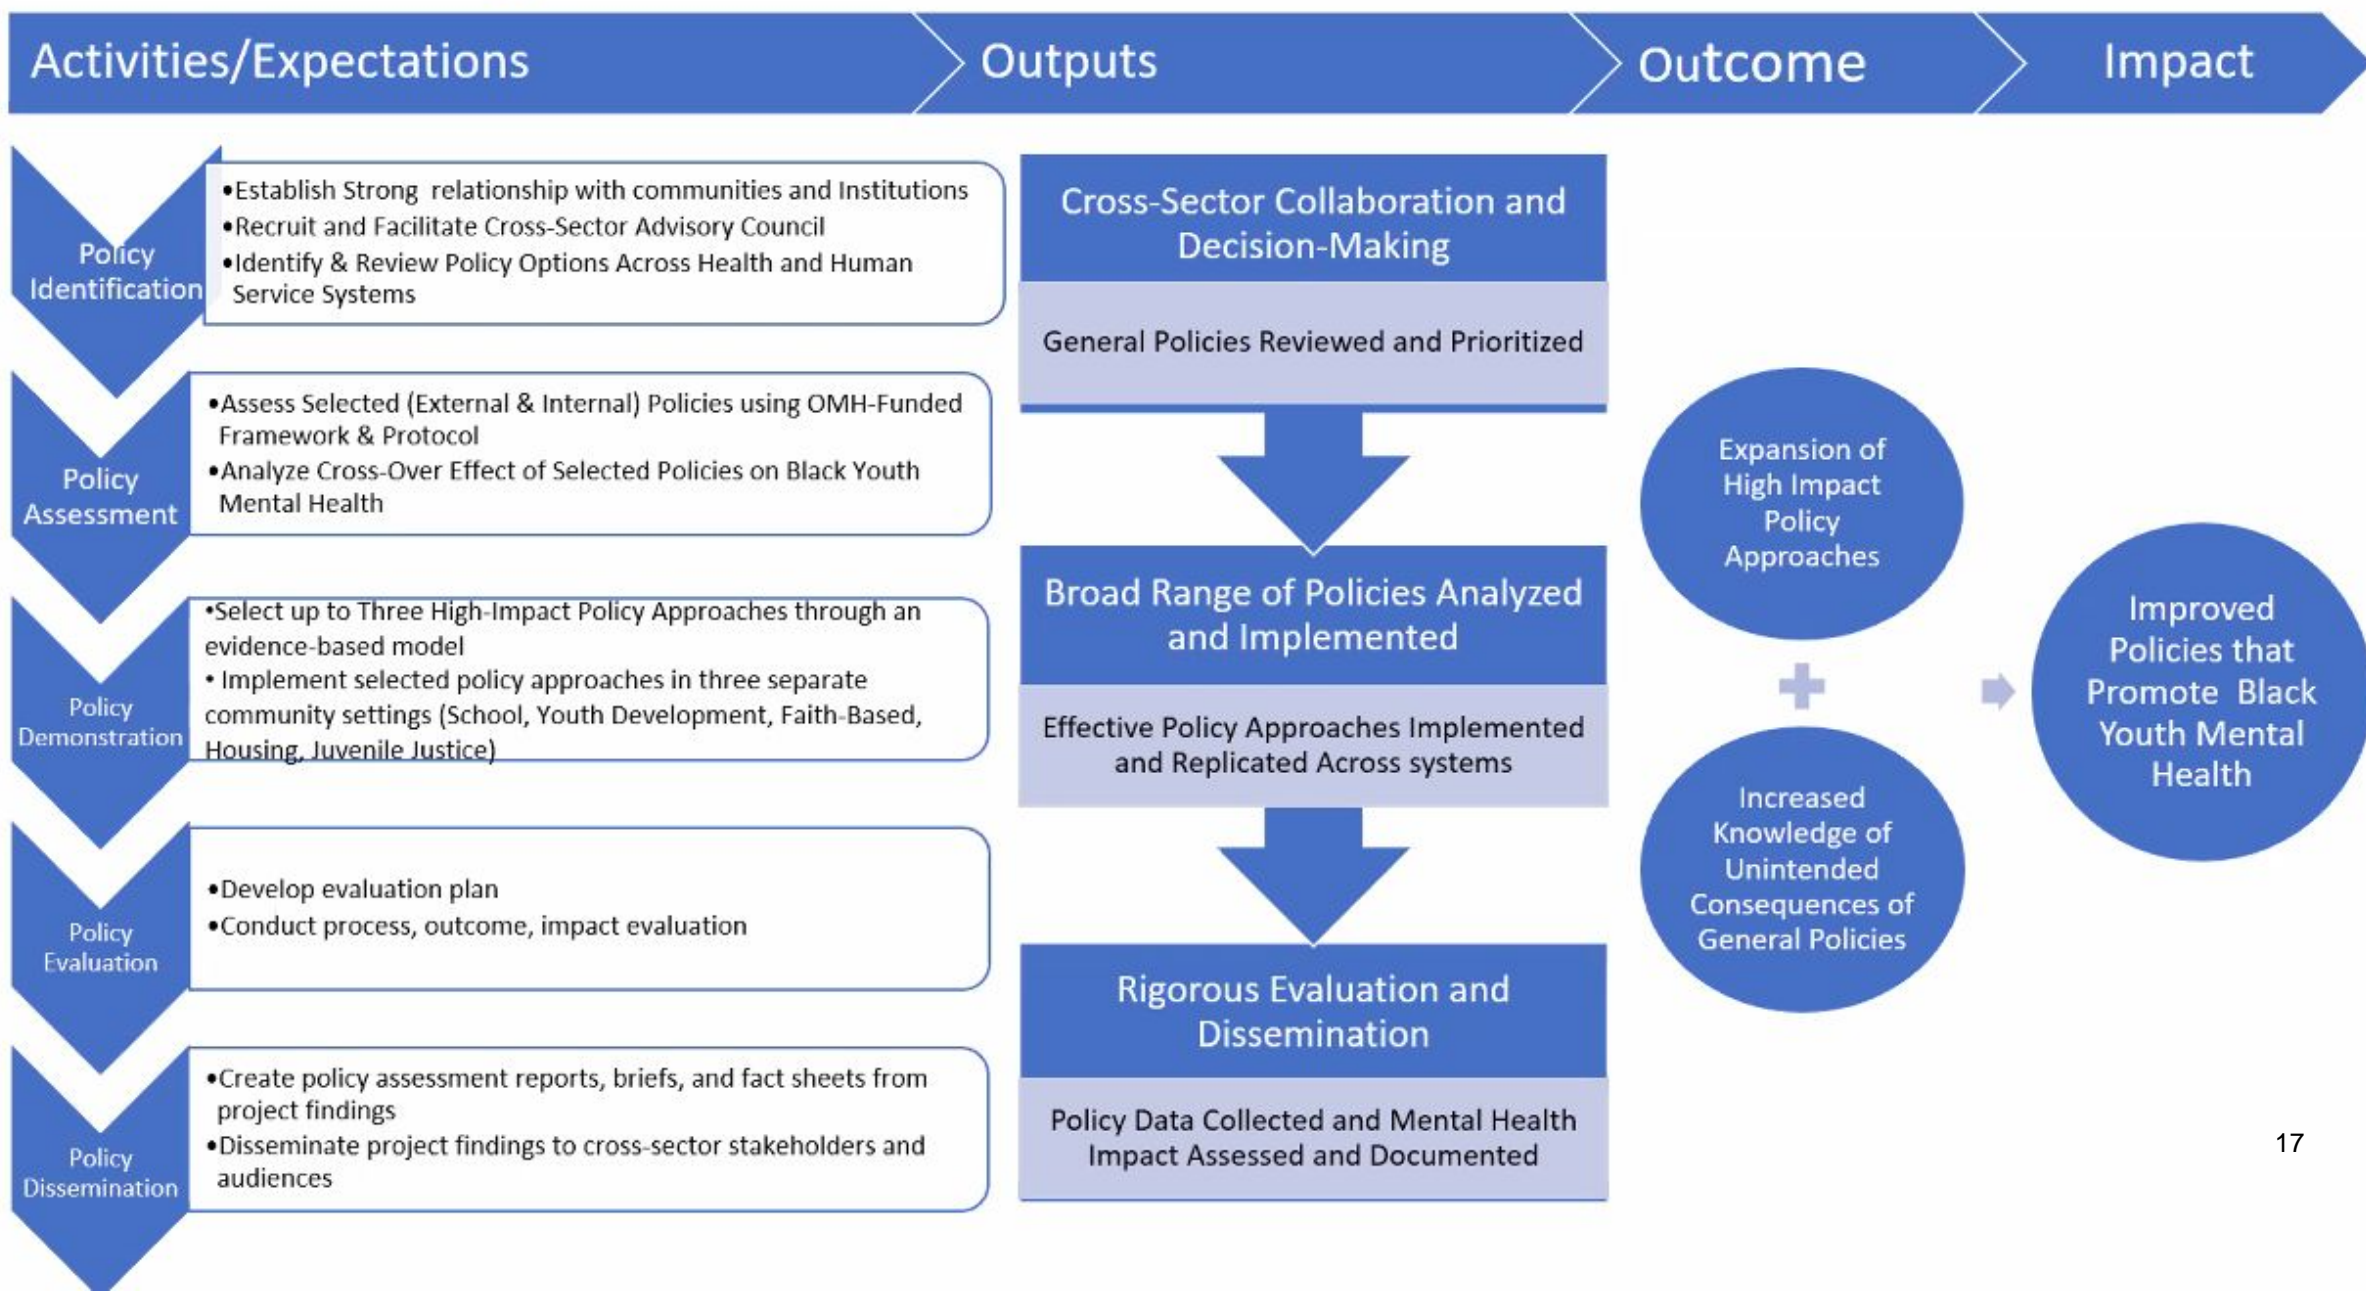 Activities/Expectations
Outputs
Outcome
Impact
Policy
Identification
•Establish Strong  relationship with communities and Institutions
•Recruit and Facilitate Cross-Sector Advisory Council
•Identify & Review Policy Options Across Health and Human
Service Systems
Policy
Assessment
•Assess Selected (External & Internal) Policies using OMH-Funded
Framework & Protocol
•Analyze Cross-Over Effect of Selected Policies on Black Youth
Mental Health
Policy
Demonstration
•Select up to Three High-Impact Policy Approaches through an
evidence-based model
• Implement selected policy approaches in three separate
community settings (School, Youth Development, Faith-Based,
Housing, Juvenile Justice)
Policy
Evaluation
•Develop evaluation plan
•Conduct process, outcome, impact evaluation
Policy
Dissemination
•Create policy assessment reports, briefs, and fact sheets from
project findings
•Disseminate project findings to cross-sector stakeholders and
audiences
Cross-Sector Collaboration and
Decision-Making
General Policies Reviewed and Prioritized
Broad Range of Policies Analyzed
and Implemented
Effective Policy Approaches Implemented
and Replicated Across systems
Rigorous Evaluation and
Dissemination
Policy Data Collected and Mental Health
Impact Assessed and Documented
Expansion of
High Impact
Policy
Approaches
Increased
Knowledge of
Unintended
Consequences of
General Policies
Improved
Policies that
Promote  Black
Youth Mental
Health
17